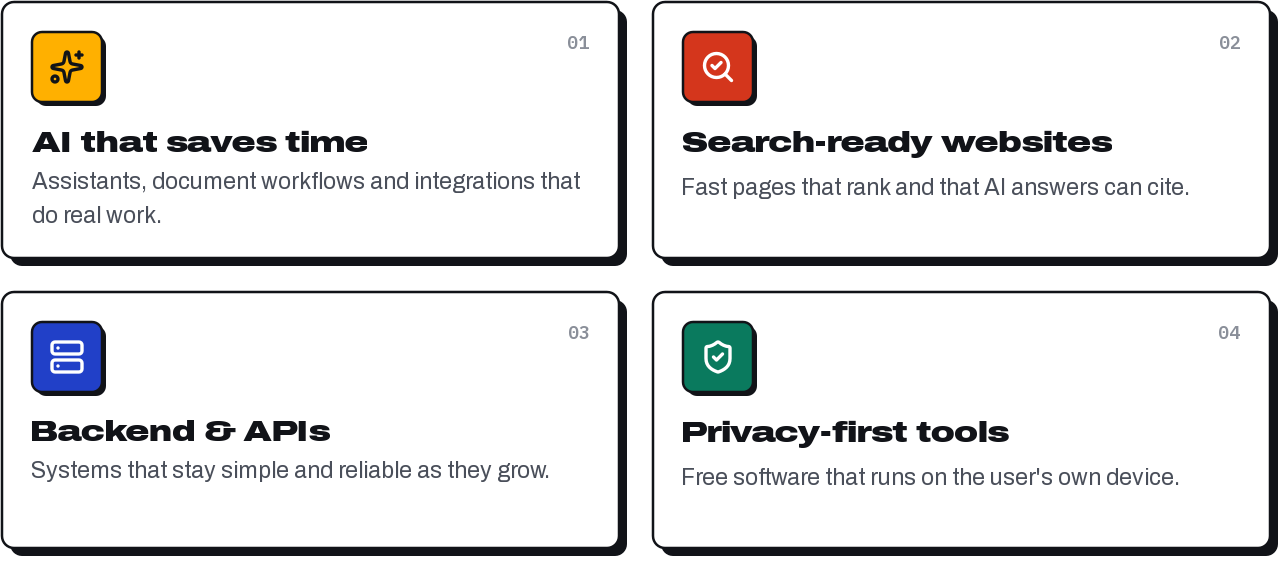 01
AI that saves time
Assistants, document workflows and integrations that
do real work.
02
Search-ready websites
Fast pages that rank and that AI answers can cite.
03
Backend & APIs
Systems that stay simple and reliable as they grow.
04
Privacy-first tools
Free software that runs on the user's own device.